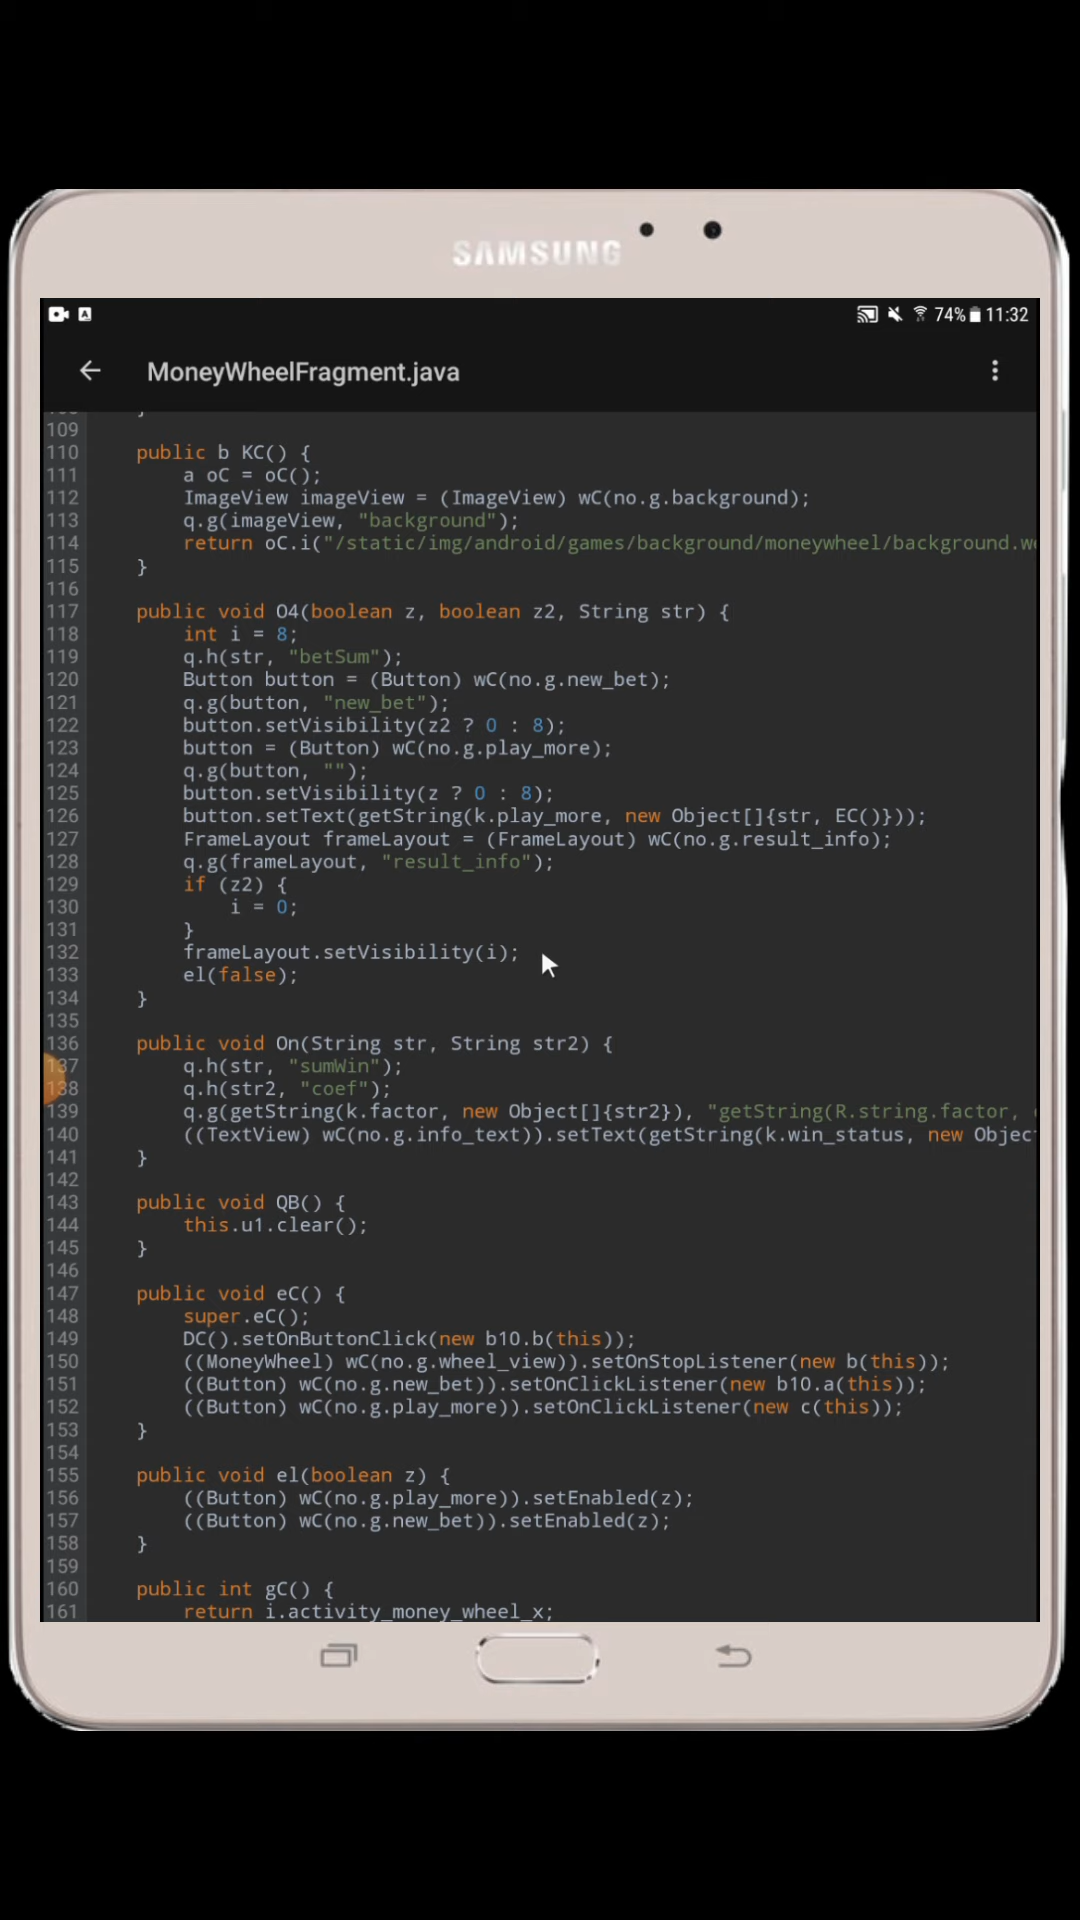 SAMSUNG
74% 11:32
MoneyWheelFragment.java
109
110 public b KC() {
111 a oC = oC();
112 ImageView imageView = (ImageView) wC(no.g.background);
113 q.g(imageView, "background");
114 return oC.i("/static/img/android/games/background/moneywheel/background.we
115 }
116
117 public void O4(boolean z, boolean z2, String str) {
118 int i = 8;
119 q.h(str, "betSum");
120 Button button = (Button) wC(no.g.new_bet);
121 q.g(button, "new_bet");
122 button.setVisibility(z2 ? 0 : 8);
123 button = (Button) wC(no.g.play_more);
124 q.g(button, "");
125 button.setVisibility(z ? 0 : 8);
126 button.setText(getString(k.play_more, new Object[]{str, EC()}));
127 FrameLayout frameLayout = (FrameLayout) wC(no.g.result_info);
128 q.g(frameLayout, "result_info");
129 if (z2) {
130 i = 0;
131 }
132 frameLayout.setVisibility(i);
133 el(false);
134 }
135
136 public void On(String str, String str2) {
137 q.h(str, "sumWin");
138 q.h(str2, "coef");
139 q.g(getString(k.factor, new Object[]{str2}), "getString(R.string.factor,
140 ((TextView) wC(no.g.info_text)).setText(getString(k.win_status, new Objec
141 }
142
143 public void QB() {
144 this.u1.clear();
145 }
146
147 public void eC() {
148 super.eC();
149 DC().setOnButtonClick(new b10.b(this));
150 ((MoneyWheel) wC(no.g.wheel_view)).setOnStopListener(new b(this));
151 ((Button) wC(no.g.new_bet)).setOnClickListener(new b10.a(this));
152 ((Button) wC(no.g.play_more)).setOnClickListener(new c(this));
153 }
154
155 public void el(boolean z) {
156 ((Button) wC(no.g.play_more)).setEnabled(z);
157 ((Button) wC(no.g.new_bet)).setEnabled(z);
158 }
159
160 public int gC() {
161 return i.activity_money_wheel_x;